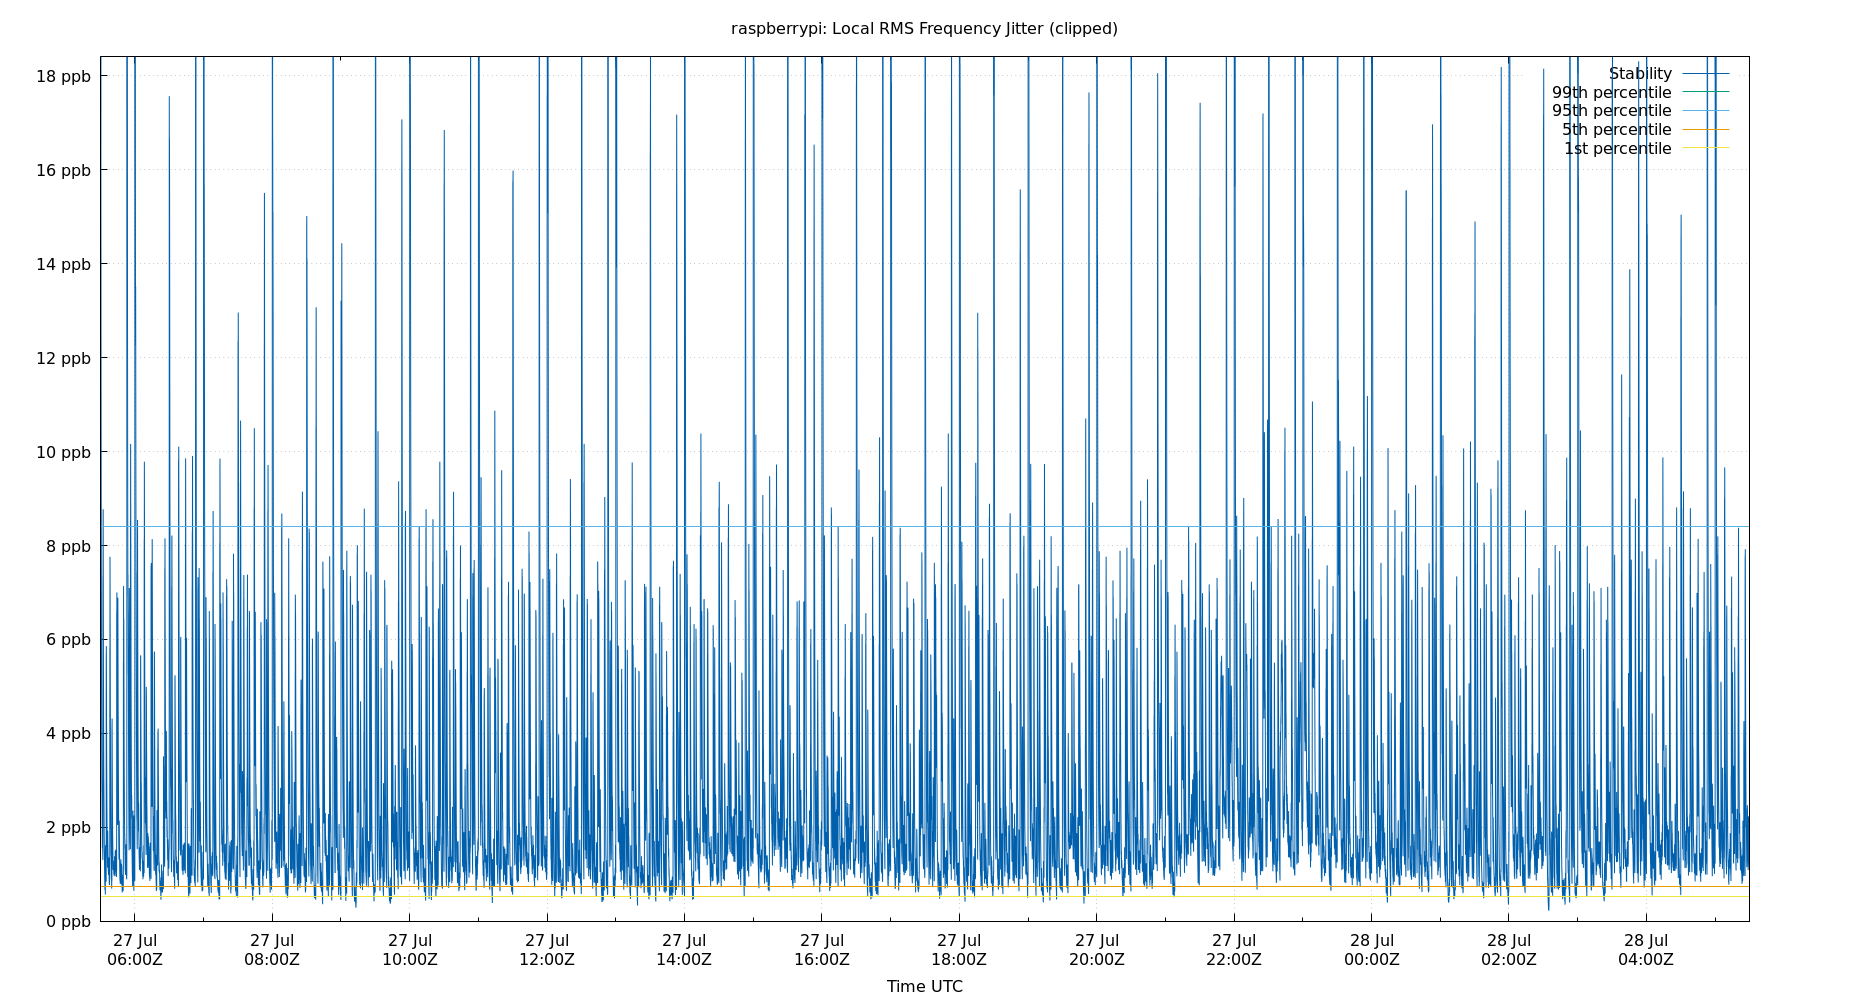 raspberrypi: Local RMS Frequency Jitter (clipped)
18 ppb
16 ppb
14 ppb
12 ppb
10 ppb
8 ppb
6 ppb
4 ppb
2 ppb
0 ppb
Stability
99th percentile
95th percentile
5th percentile
1st percentile
27 Jul 27 Jul 27 Jul 27 Jul 27 Jul 27 Jul 27 Jul 27 Jul 27 Jul 28 Jul 28 Jul 28 Jul
06:00Z 08:00Z 10:00Z 12:00Z 14:00Z 16:00Z 18:00Z 20:00Z 22:00Z 00:00Z 02:00Z 04:00Z
Time UTC